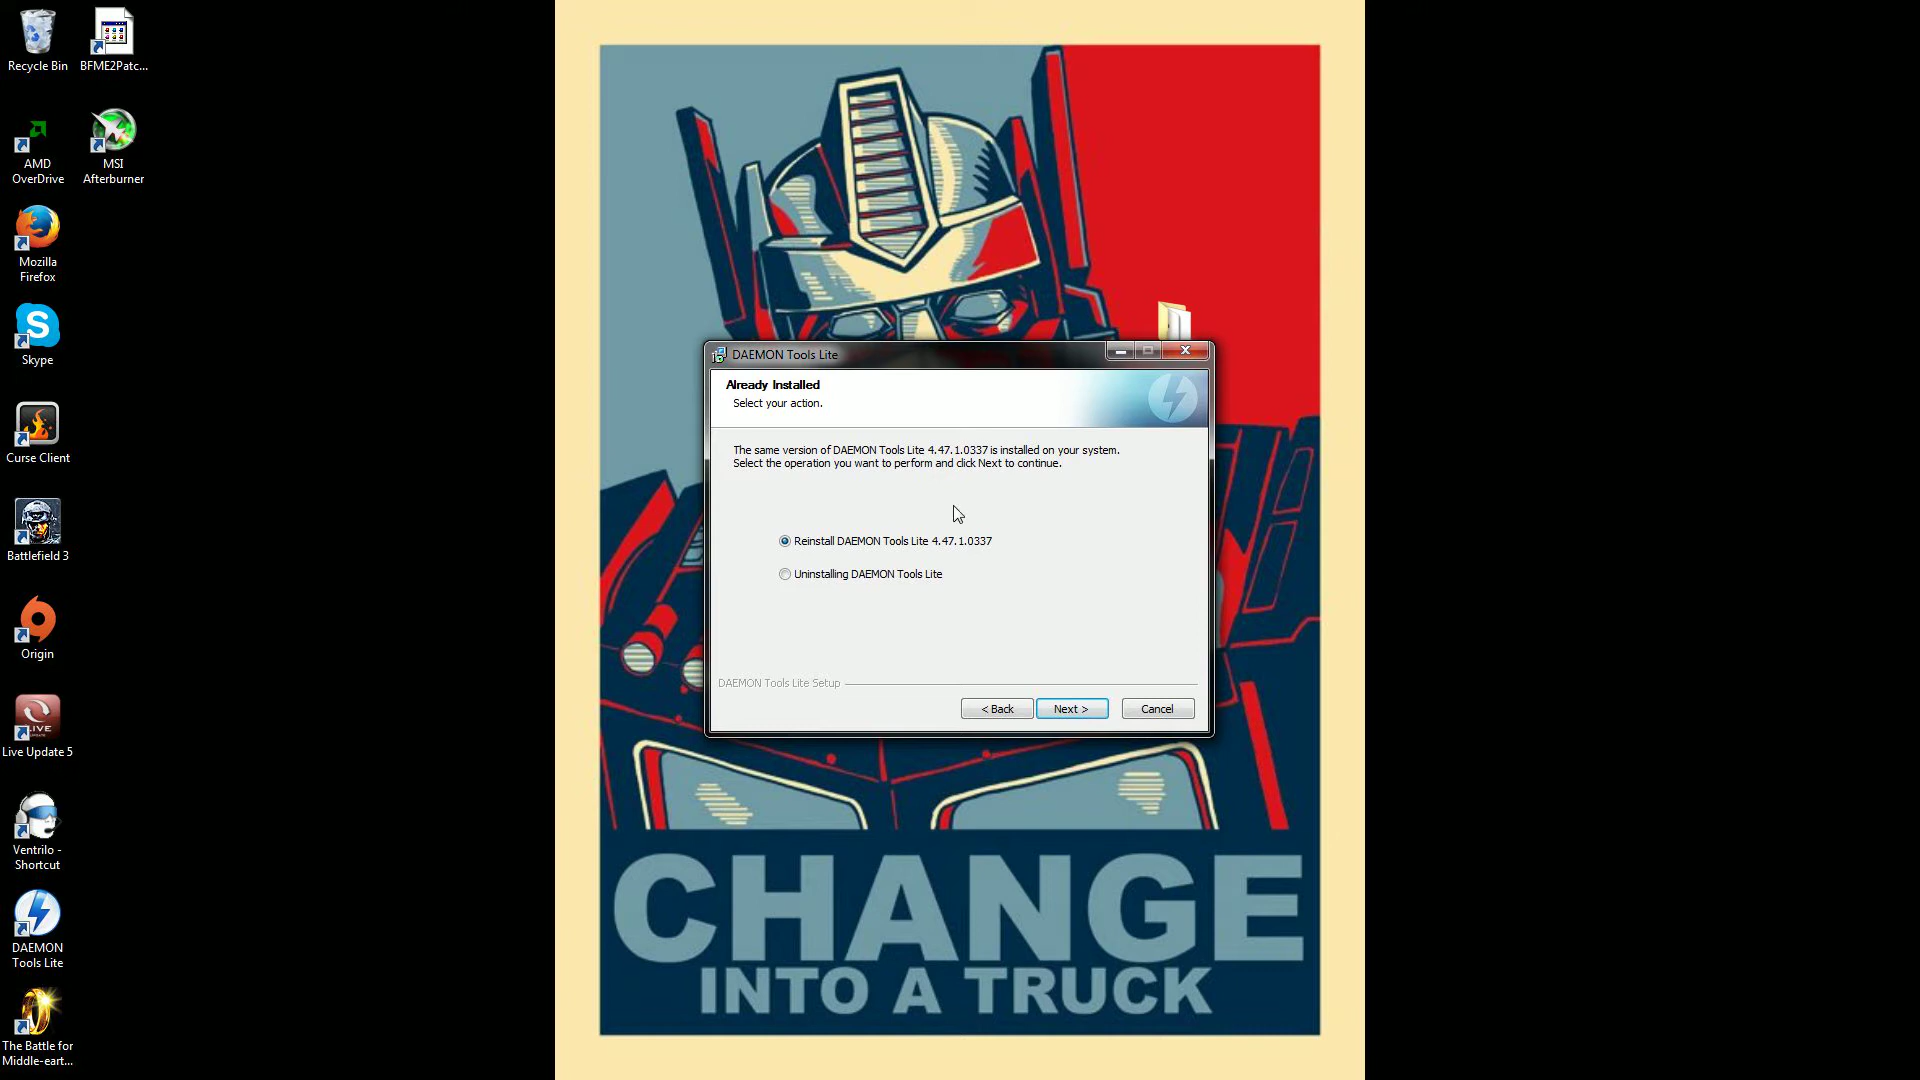 Recycle Bin
BFME2Patc...
AMD
OverDrive
MSI
Afterburner
Mozilla
Firefox
Skype
Curse Client
Battlefield 3
Origin
LIVE
Live Update 5
Ventrilo -
Shortcut
DAEMON
Tools Lite
The Battle for
Middle-eart...
DAEMON Tools Lite
Already Installed
Select your action.
The same version of DAEMON Tools Lite 4.47.1.0337 is installed on your system.
Select the operation you want to perform and click Next to continue.
Reinstall DAEMON Tools Lite 4.47.1.0337
Uninstalling DAEMON Tools Lite
DAEMON Tools Lite Setup
< Back
Next >
Cancel
CHANGE
INTO A TRUCK